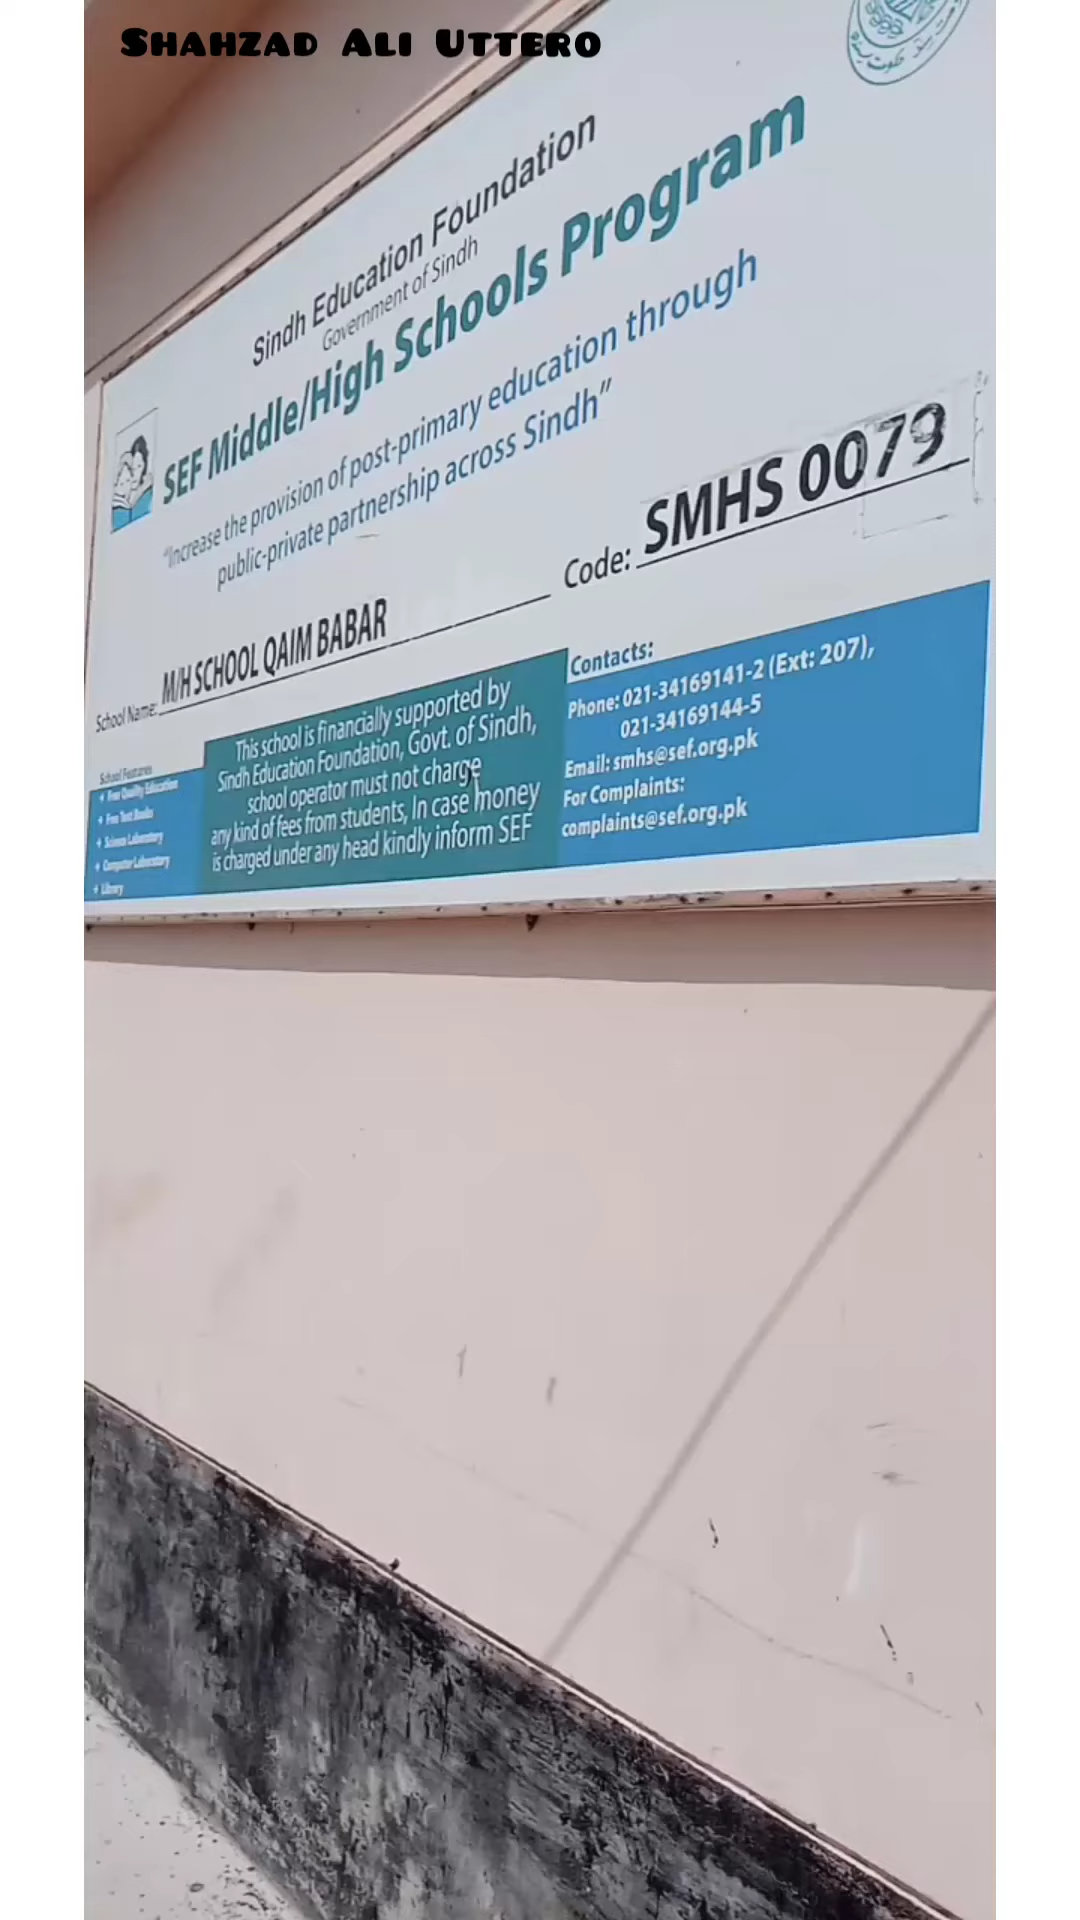 SHAHZAD ALI UTTERO
حکومت سندھ
Sindh Education Foundation
Government of Sindh
SEF Middle/High Schools Program
"Increase the provision of post-primary education through
public-private partnership across Sindh"
Code: SMHS 0079
School Name: M/H SCHOOL QAIM BABAR
School Features
+ Free Quality Education
+ Free Text Books
+ Science Laboratory
+ Computer Laboratory
+ Library
This school is financially supported by
Sindh Education Foundation, Govt. of Sindh,
school operator must not charge
any kind of fees from students, In case money
is charged under any head kindly inform SEF
Contacts:
Phone: 021-34169141-2 (Ext: 207),
021-34169144-5
Email: smhs@sef.org.pk
For Complaints:
complaints@sef.org.pk